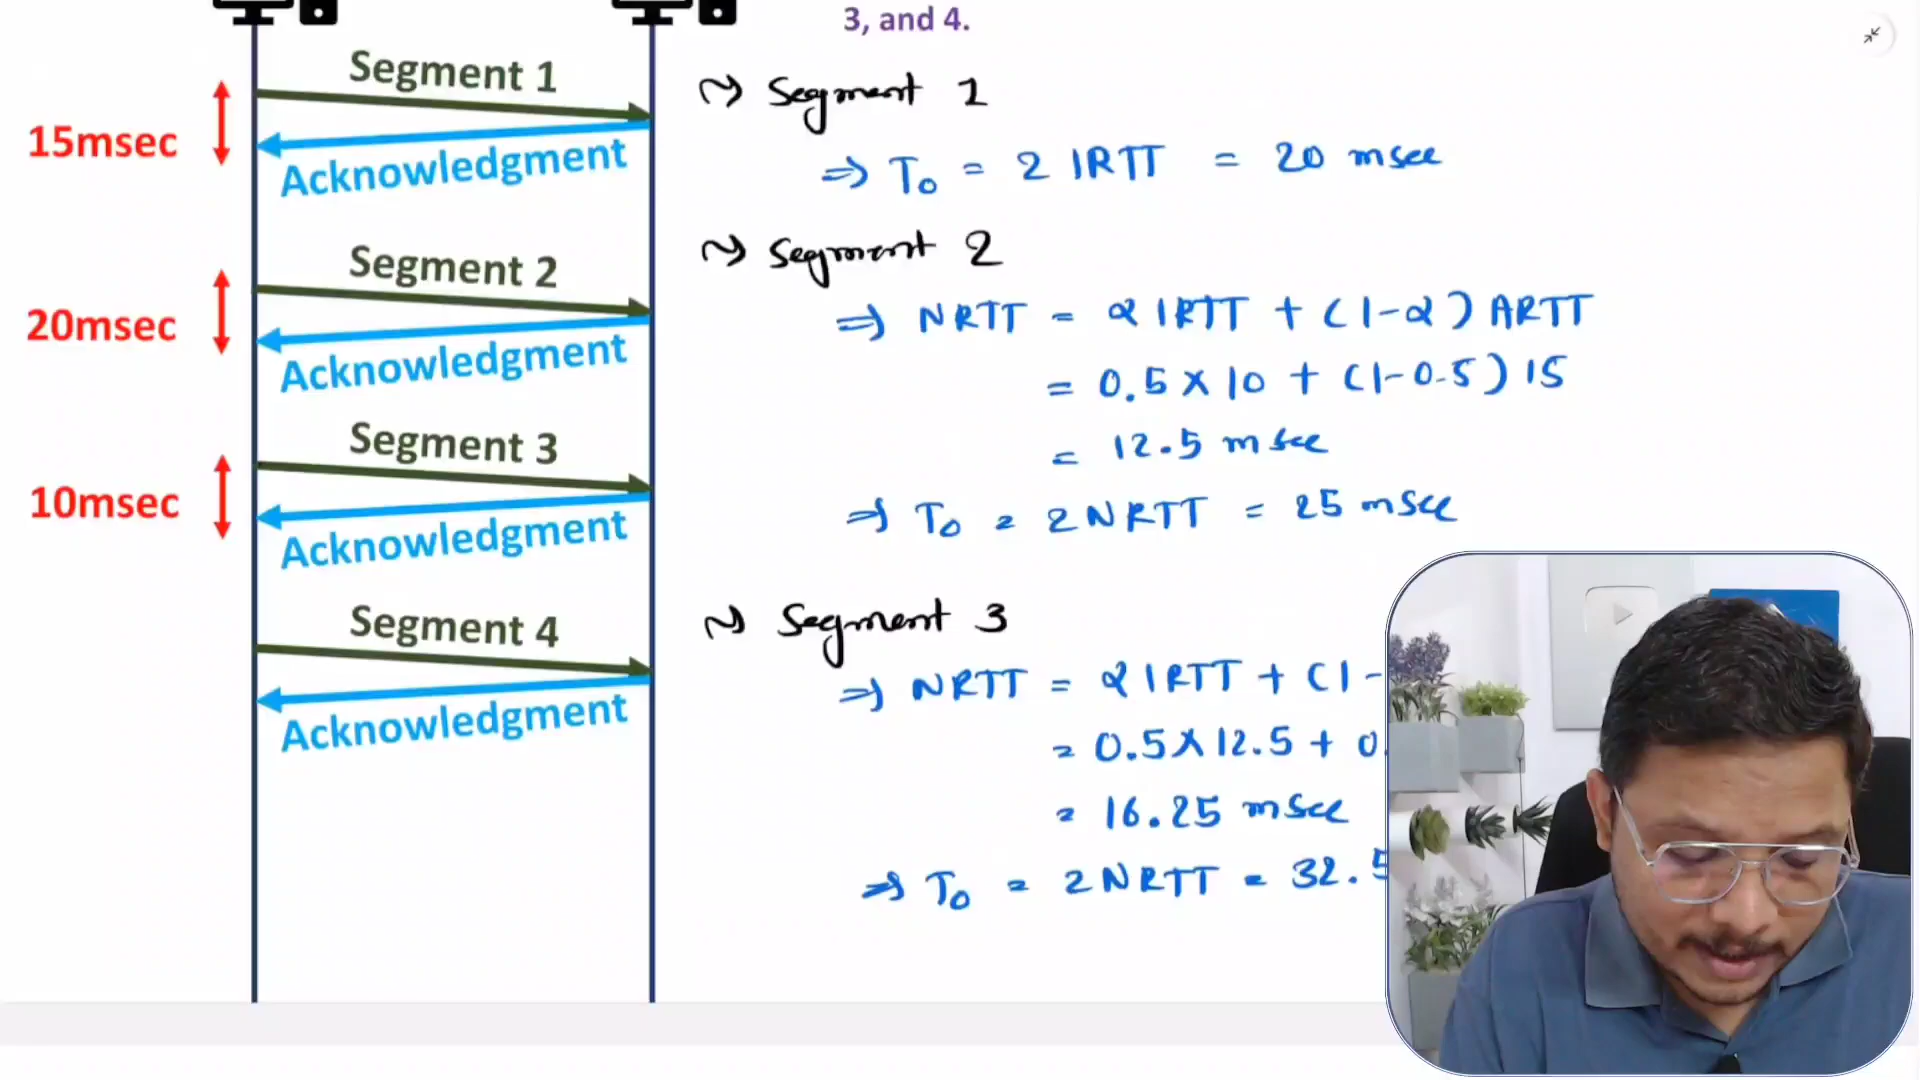 3, and 4.
Segment 1
15msec
Acknowledgment
Segment 2
20msec
Acknowledgment
Segment 3
10msec
Acknowledgment
Segment 4
Acknowledgment
~> Segment 1
⇒ To = 2 IRTT = 20 msec
~> Segment 2
⇒ NRTT = α IRTT + (1-α) ARTT
= 0.5 × 10 + (1-0.5) 15
= 12.5 msec
⇒ To = 2 NRTT = 25 msec
~> Segment 3
⇒ NRTT = α IRTT + (1-
= 0.5 × 12.5 + 0.
= 16.25 msec
⇒ To = 2 NRTT = 32.5